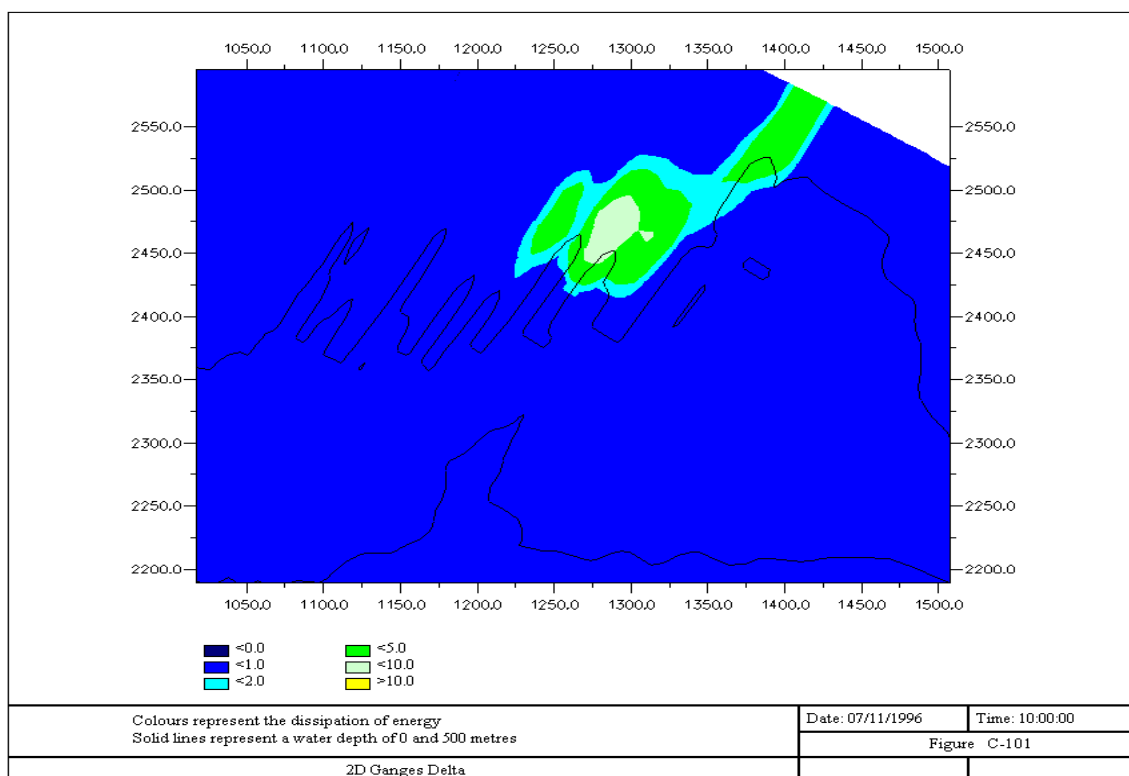 1050.0 1100.0 1150.0 1200.0 1250.0 1300.0 1350.0 1400.0 1450.0 1500.0
2550.0 2550.0
2500.0 2500.0
2450.0 2450.0
2400.0 2400.0
2350.0 2350.0
2300.0 2300.0
2250.0 2250.0
2200.0 2200.0
1050.0 1100.0 1150.0 1200.0 1250.0 1300.0 1350.0 1400.0 1450.0 1500.0
<0.0 <5.0
<1.0 <10.0
<2.0 >10.0
Colours represent the dissipation of energy
Solid lines represent a water depth of 0 and 500 metres
Date: 07/11/1996 Time: 10:00:00
Figure C-101
2D Ganges Delta